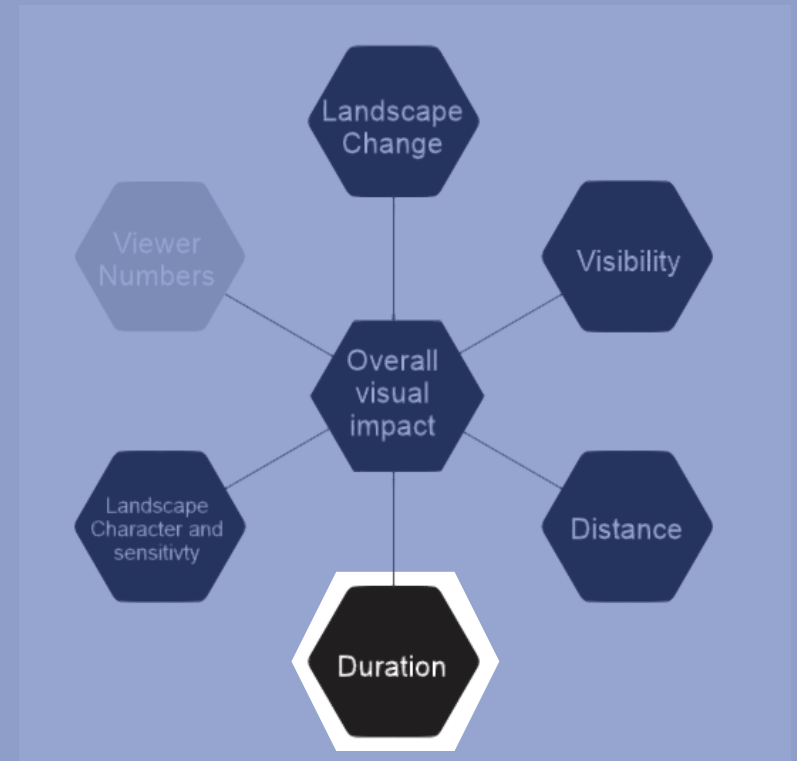 Landscape
Change
Viewer
Numbers
Visibility
Overall
visual
impact
Landscape
Character and
sensitivty
Distance
Duration